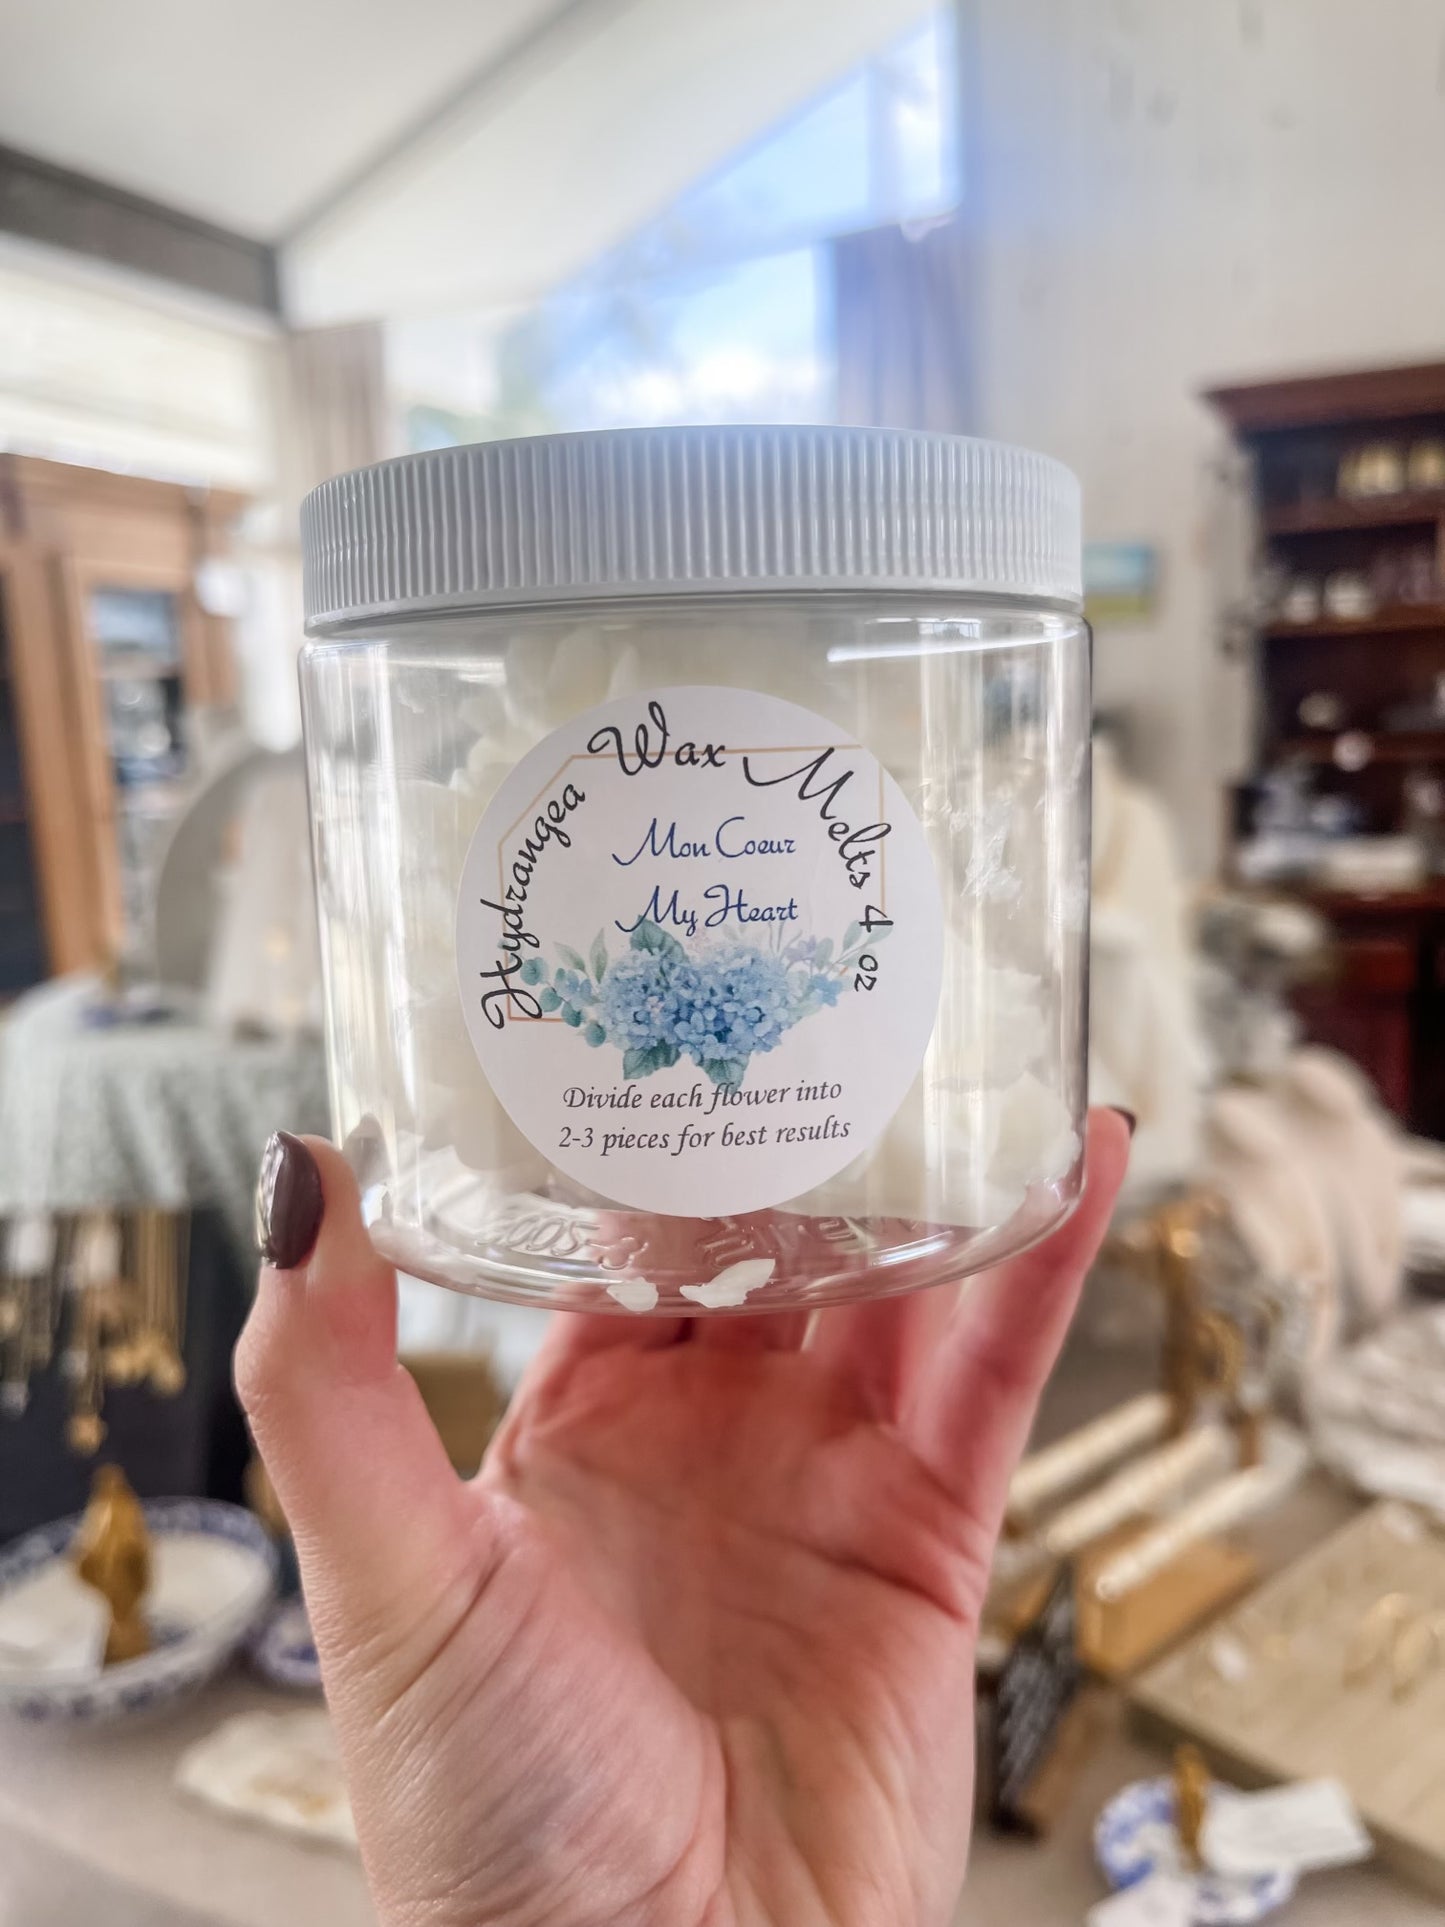 Hydrangea Wax Melts 4 oz
Mon Coeur
My Heart
Divide each flower into
2-3 pieces for best results